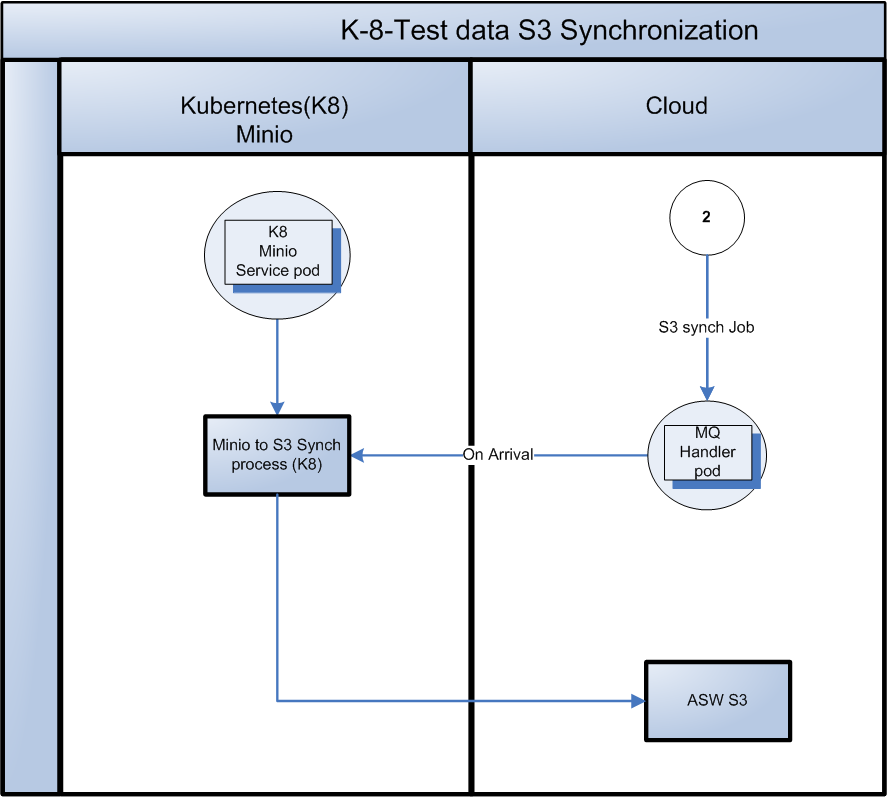 K-8-Test data S3 Synchronization
Kubernetes(K8)
Minio
Cloud
K8
Minio
Service pod
2
S3 synch Job
Minio to S3 Synch
process (K8)
On Arrival
MQ
Handler
pod
ASW S3